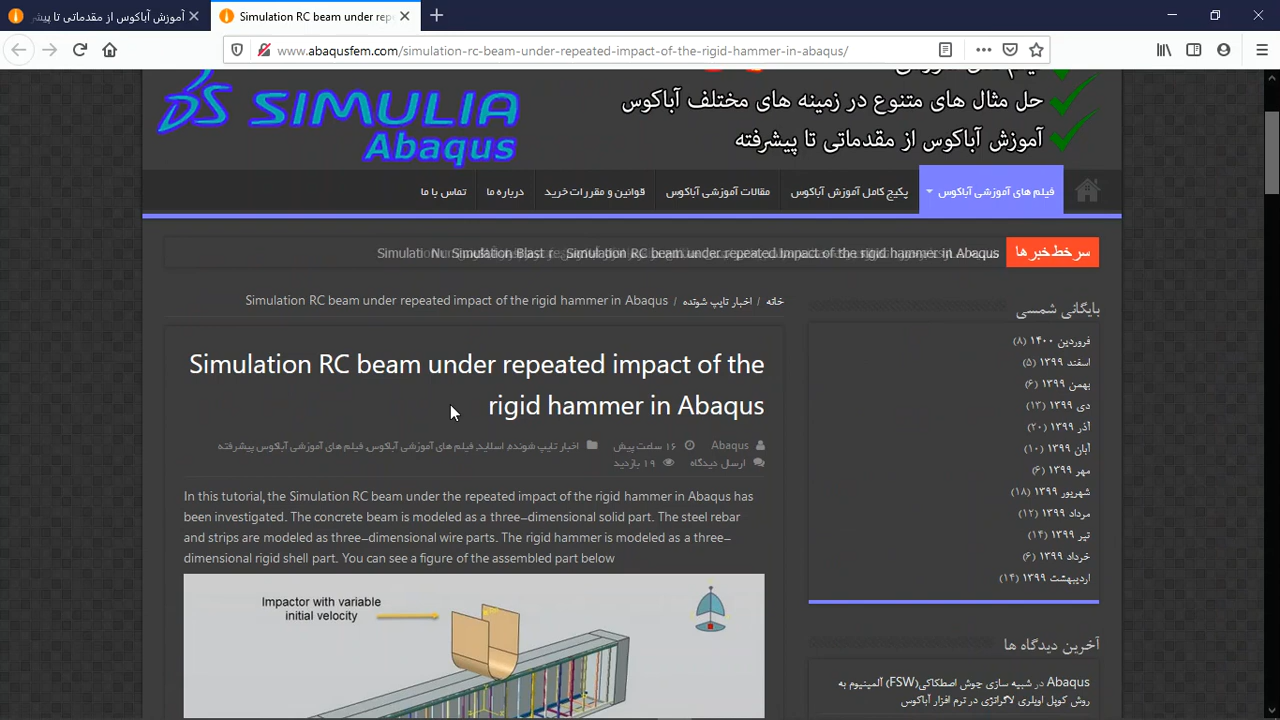 آموزش آباکوس از مقدماتی تا پیشر
Simulation RC beam under rep
www.abaqusfem.com/simulation-rc-beam-under-repeated-impact-of-the-rigid-hammer-in-abaqus/
SIMULIA
Abaqus
حل مثال های متنوع در زمینه های مختلف آباکوس
آموزش آباکوس از مقدماتی تا پیشرفته
فیلم های آموزشی آباکوس
پکیج کامل آموزش آباکوس
مقالات آموزشی آباکوس
قوانین و مقررات خرید
درباره ما
تماس با ما
سرخط خبرها
Simulation RC beam under repeated impact of the rigid hammer in Abaqus
خانه / اخبار تایپ شونده / Simulation RC beam under repeated impact of the rigid hammer in Abaqus
Simulation RC beam under repeated impact of the
rigid hammer in Abaqus
Abaqus ۱۶ ساعت پیش اخبار تایپ شونده, اسلاید, فیلم های آموزشی آباکوس, فیلم های آموزشی آباکوس پیشرفته
ارسال دیدگاه ۱۹ بازدید
In this tutorial, the Simulation RC beam under the repeated impact of the rigid hammer in Abaqus has
been investigated. The concrete beam is modeled as a three-dimensional solid part. The steel rebar
and strips are modeled as three-dimensional wire parts. The rigid hammer is modeled as a three-
dimensional rigid shell part. You can see a figure of the assembled part below
Impactor with variable
initial velocity
بایگانی شمسی
فروردین ۱۴۰۰ (۸)
اسفند ۱۳۹۹ (۵)
بهمن ۱۳۹۹ (۶)
دی ۱۳۹۹ (۱۳)
آذر ۱۳۹۹ (۲۰)
آبان ۱۳۹۹ (۱۰)
مهر ۱۳۹۹ (۶)
شهریور ۱۳۹۹ (۱۸)
مرداد ۱۳۹۹ (۱۲)
تیر ۱۳۹۹ (۱۴)
خرداد ۱۳۹۹ (۶)
اردیبهشت ۱۳۹۹ (۱۴)
آخرین دیدگاه ها
Abaqus در شبیه سازی جوش اصطکاکی(FSW) آلمینیوم به
روش کوپل اویلری لاگرانژی در نرم افزار آباکوس